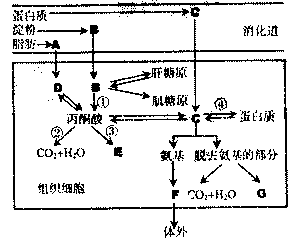 蛋白质 C
淀粉 B 消化道
脂肪 A
肝糖原
D B
① 肌糖原 ④
丙酮酸 C 蛋白质
② ③
CO₂+H₂O E 氨基 脱去氨基的部分
组织细胞 F CO₂+H₂O G
体外